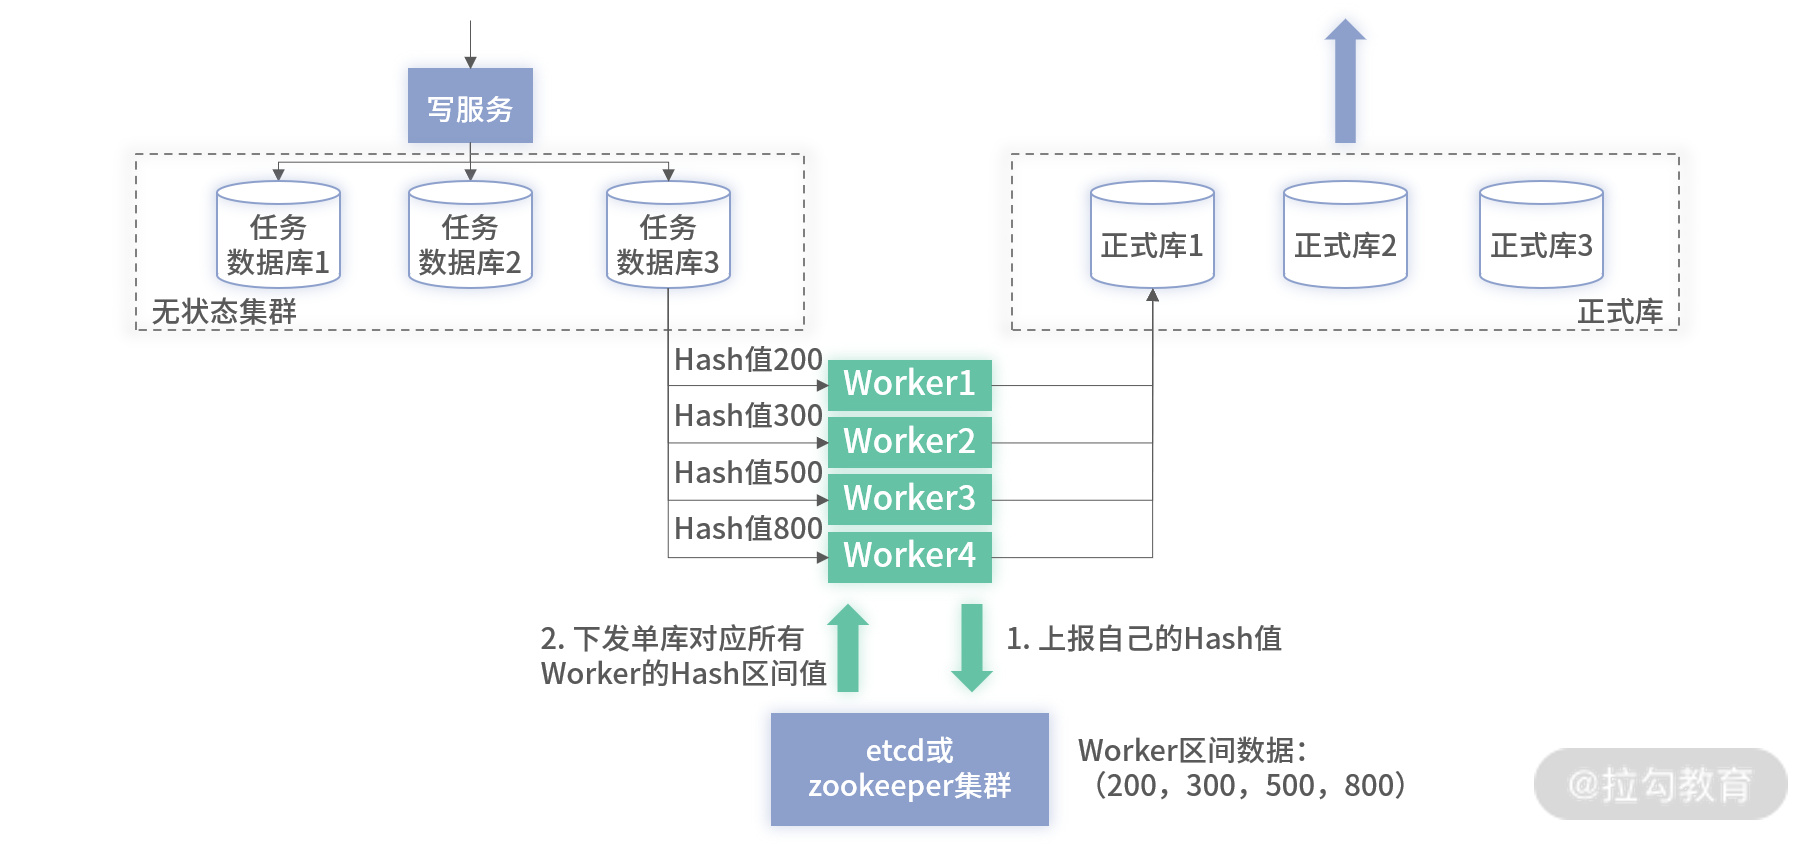 写服务
任务
数据库1
任务
数据库2
任务
数据库3
无状态集群
正式库1
正式库2
正式库3
正式库
Hash值200
Worker1
Hash值300
Worker2
Hash值500
Worker3
Hash值800
Worker4
2. 下发单库对应所有
Worker的Hash区间值
1. 上报自己的Hash值
etcd或
zookeeper集群
Worker区间数据：
（200，300，500，800）
@拉勾教育